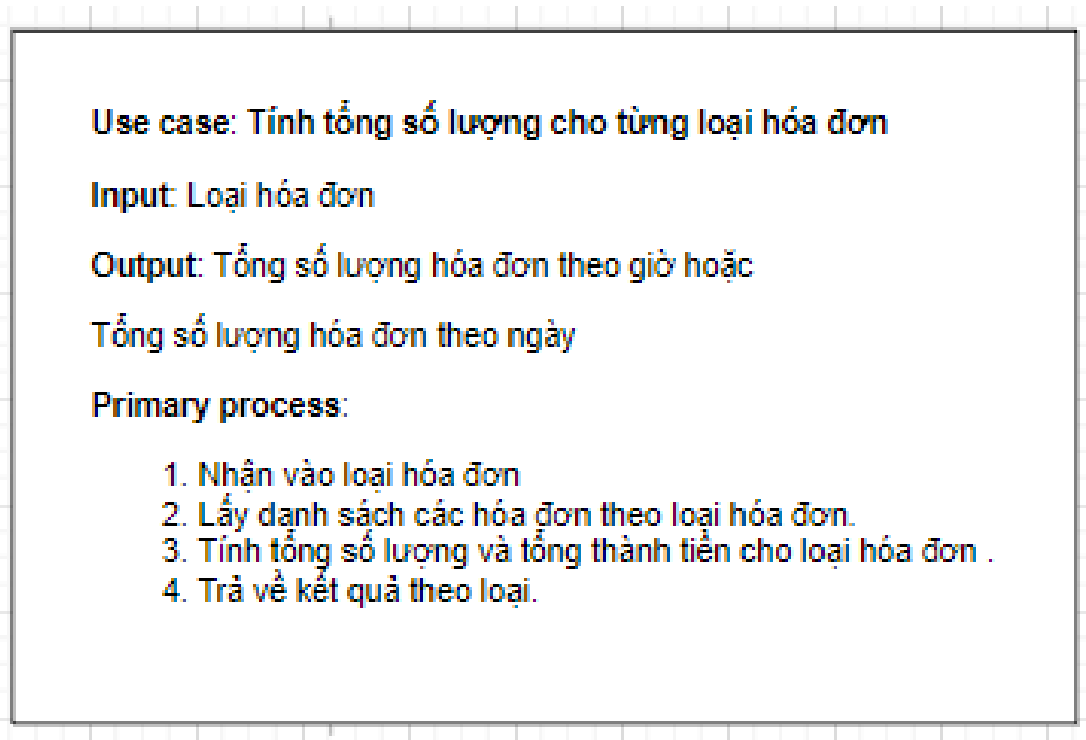 Use case: Tính tổng số lượng cho từng loại hóa đơn
Input: Loại hóa đơn
Output: Tổng số lượng hóa đơn theo giờ hoặc
Tổng số lượng hóa đơn theo ngày
Primary process:
1. Nhận vào loại hóa đơn
2. Lấy danh sách các hóa đơn theo loại hóa đơn.
3. Tính tổng số lượng và tổng thành tiền cho loại hóa đơn .
4. Trả về kết quả theo loại.